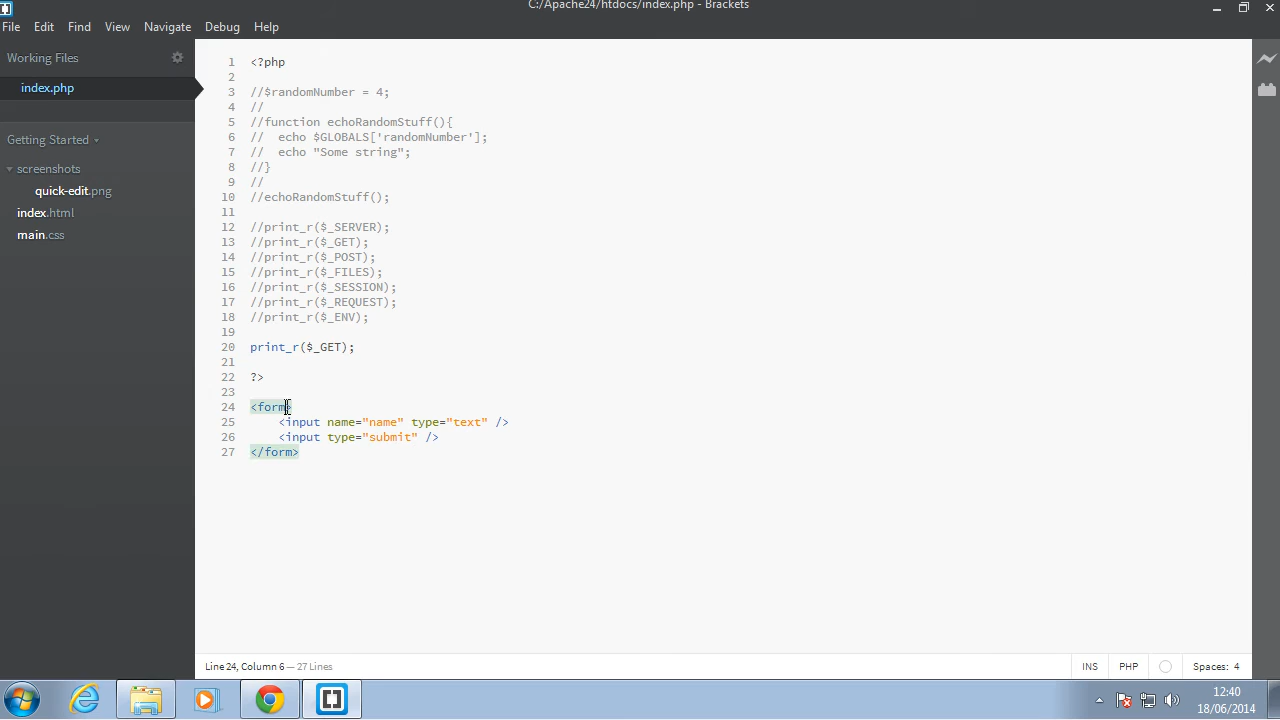 C:/Apache24/htdocs/index.php - Brackets
File Edit Find View Navigate Debug Help
Working Files
index.php
Getting Started
screenshots
quick-edit.png
index.html
main.css
1 <?php
2
3 //$randomNumber = 4;
4 //
5 //function echoRandomStuff(){
6 //  echo $GLOBALS['randomNumber'];
7 //  echo "Some string";
8 //}
9 //
10 //echoRandomStuff();
11
12 //print_r($_SERVER);
13 //print_r($_GET);
14 //print_r($_POST);
15 //print_r($_FILES);
16 //print_r($_SESSION);
17 //print_r($_REQUEST);
18 //print_r($_ENV);
19
20 print_r($_GET);
21
22 ?>
23
24 <form>
25     <input name="name" type="text" />
26     <input type="submit" />
27 </form>
Line 24, Column 6 — 27 Lines
INS PHP Spaces: 4
12:40
18/06/2014